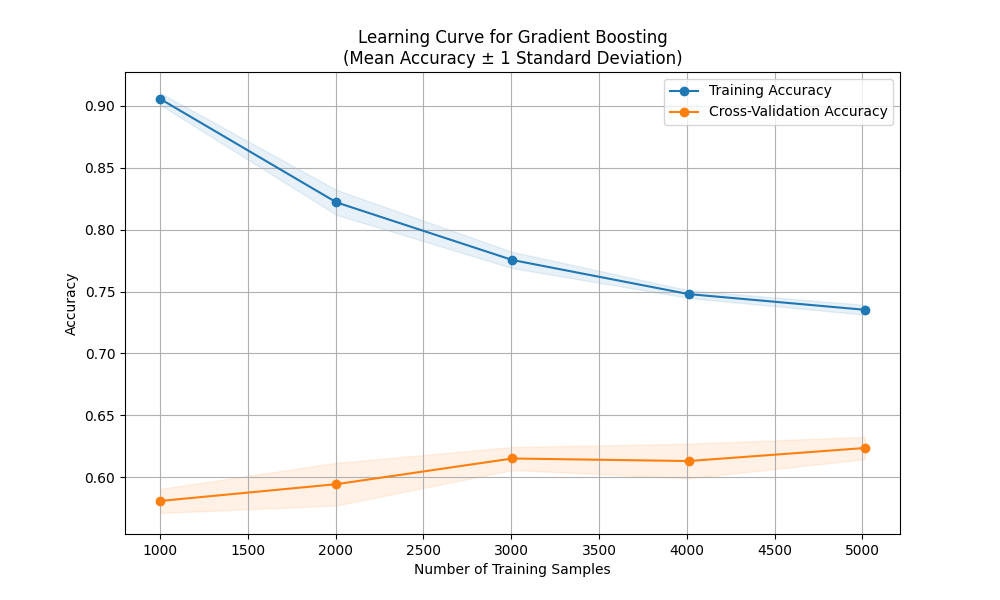 Learning Curve for Gradient Boosting
(Mean Accuracy ± 1 Standard Deviation)
Training Accuracy
Cross-Validation Accuracy
0.90
0.85
0.80
0.75
0.70
0.65
0.60
Accuracy
1000 1500 2000 2500 3000 3500 4000 4500 5000
Number of Training Samples